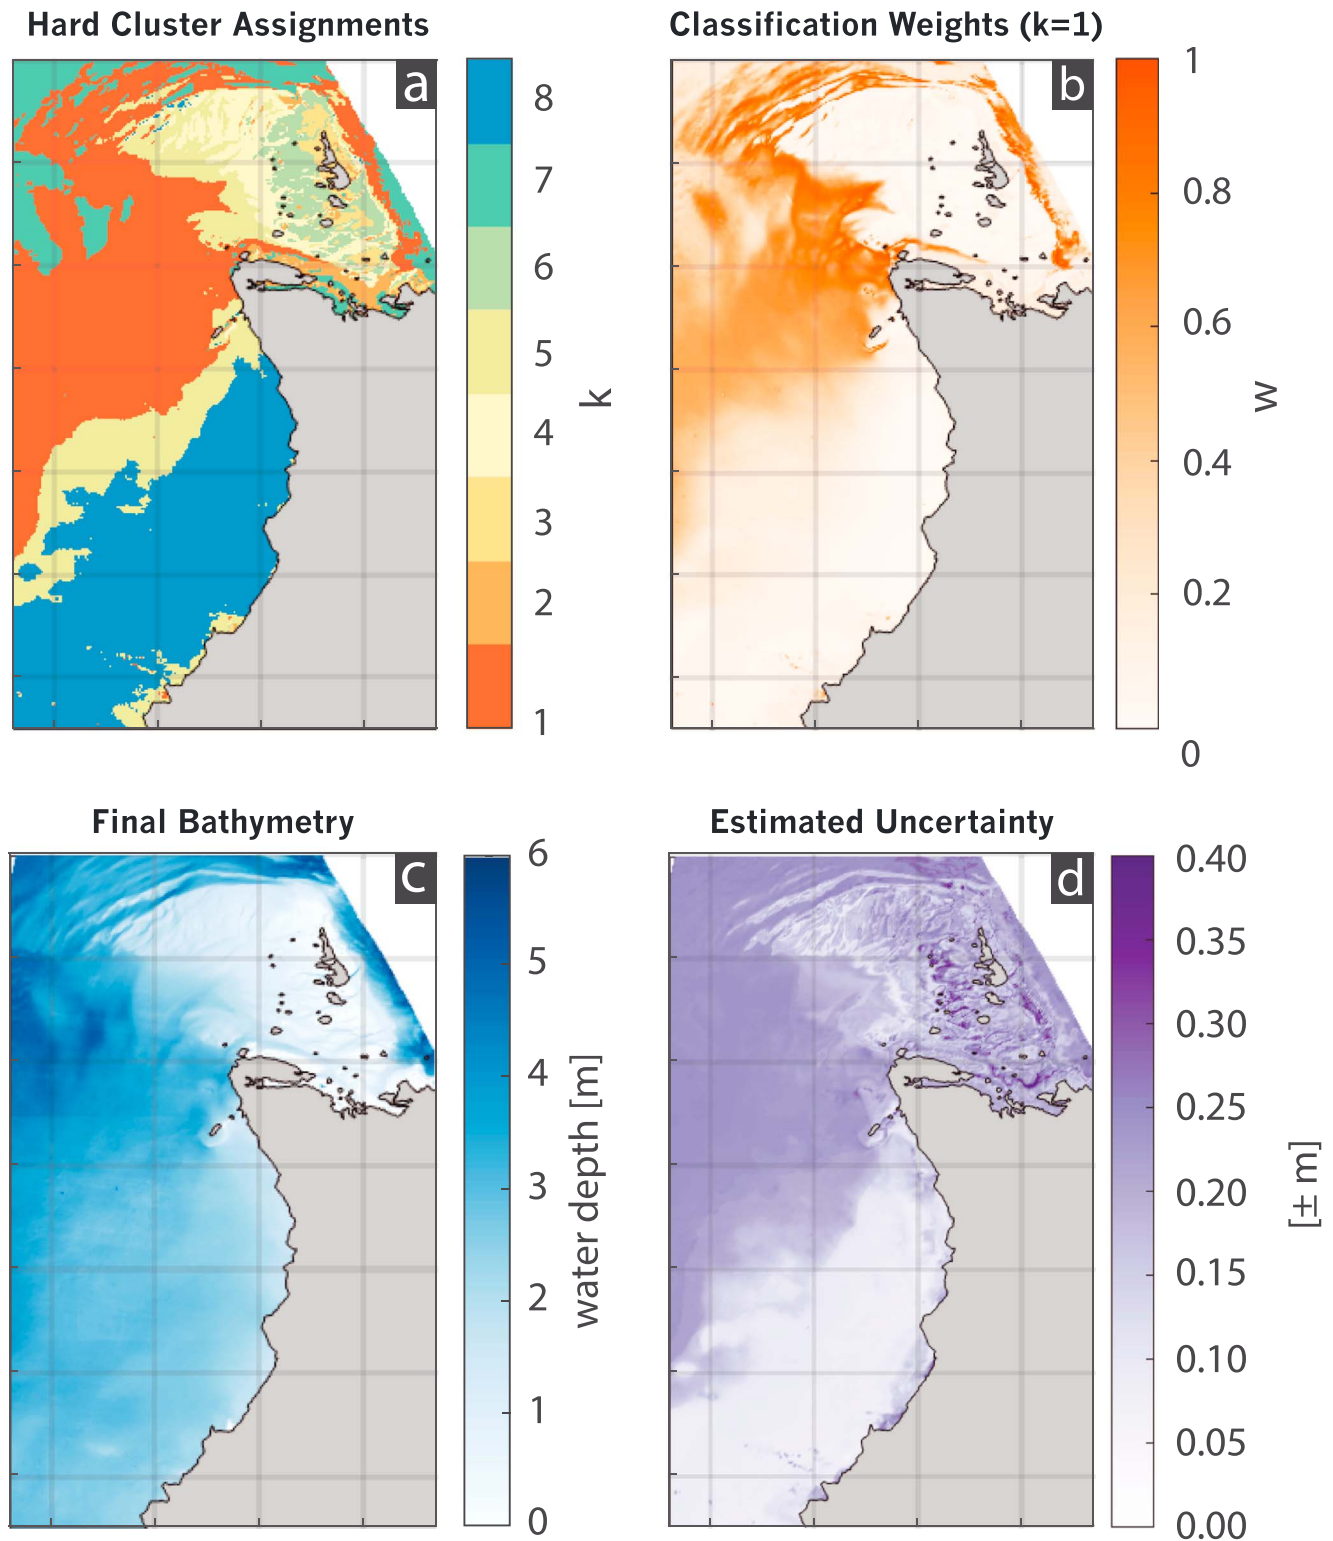 Hard Cluster Assignments
a
8
7
6
5
4
3
2
1
k
Classification Weights (k=1)
b
1
0.8
0.6
0.4
0.2
0
w
Final Bathymetry
c
6
5
4
3
2
1
0
water depth [m]
Estimated Uncertainty
d
0.40
0.35
0.30
0.25
0.20
0.15
0.10
0.05
0.00
[± m]